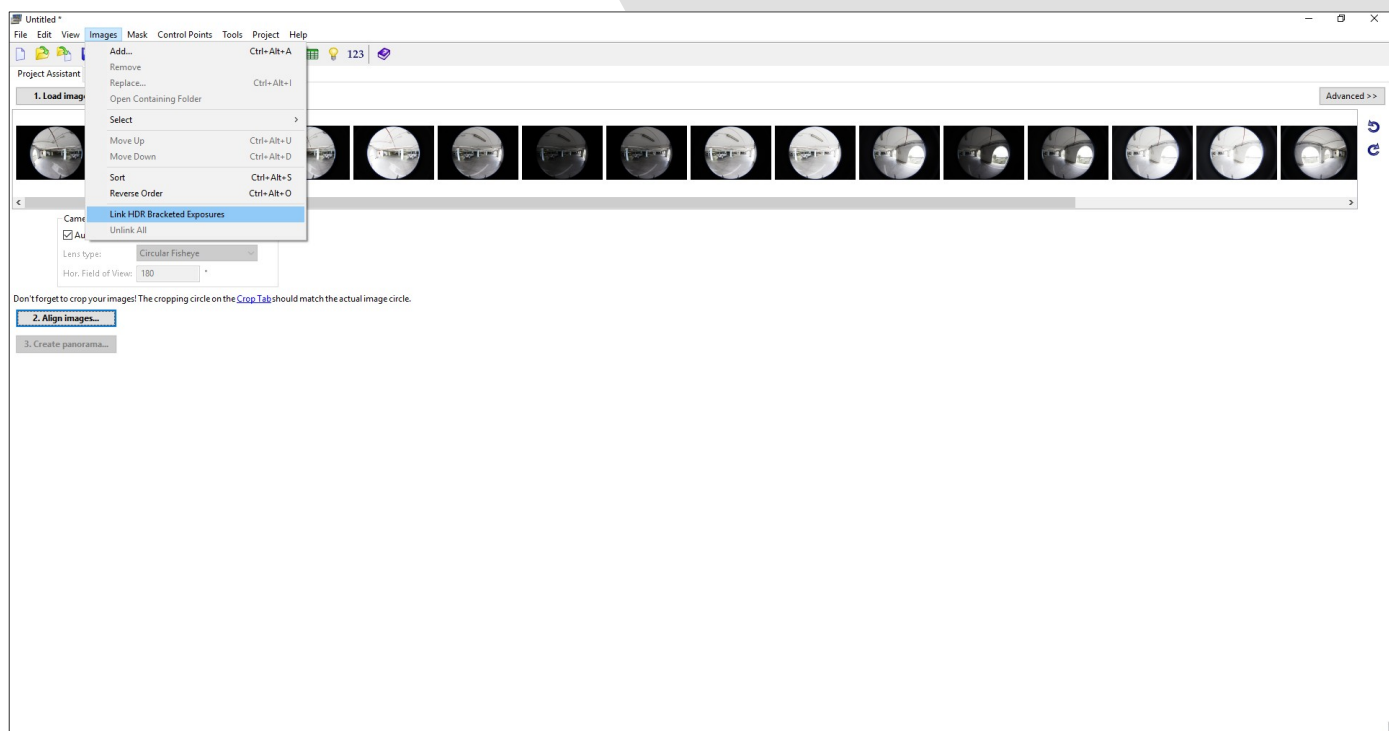 Untitled *
File Edit View Images Mask Control Points Tools Project Help
123
Project Assistant
1. Load imag
Advanced >>
Add... Ctrl+Alt+A
Remove
Replace... Ctrl+Alt+I
Open Containing Folder
Select >
Move Up Ctrl+Alt+U
Move Down Ctrl+Alt+D
Sort Ctrl+Alt+S
Reverse Order Ctrl+Alt+O
Link HDR Bracketed Exposures
Unlink All
Came
Au
Lens type: Circular Fisheye
Hor. Field of View: 180 °
Don't forget to crop your images! The cropping circle on the Crop Tab should match the actual image circle.
2. Align images...
3. Create panorama...